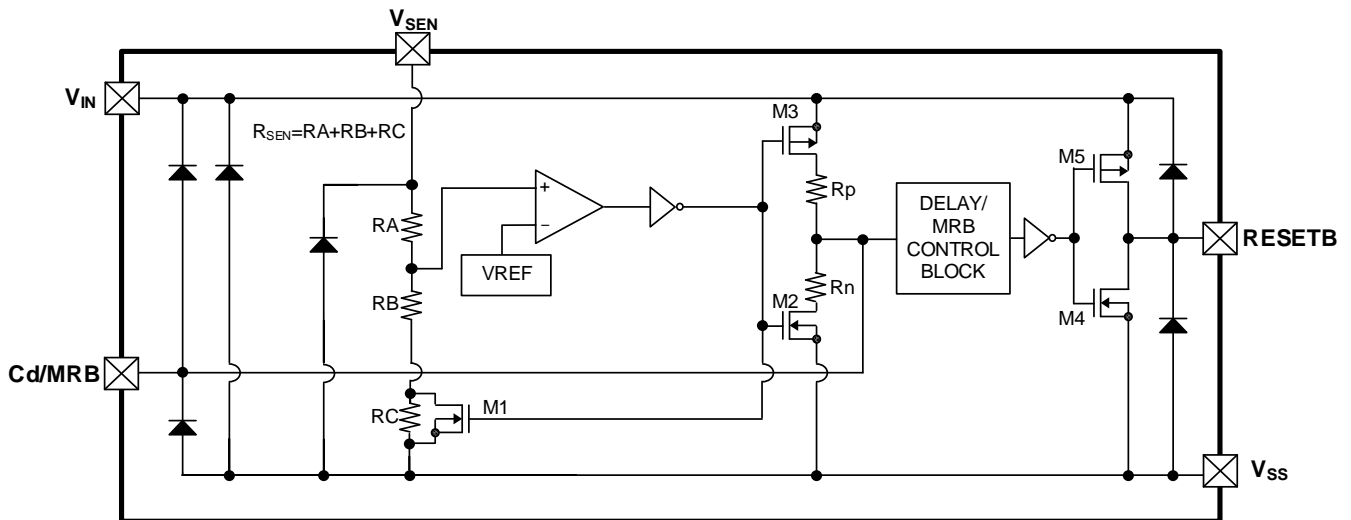 VSEN
VIN
RSEN=RA+RB+RC
M3
M5
Rp
RA
+
−
DELAY/
MRB
CONTROL
BLOCK
RESETB
VREF
Rn
RB
M2
M4
Cd/MRB
RC
M1
VSS